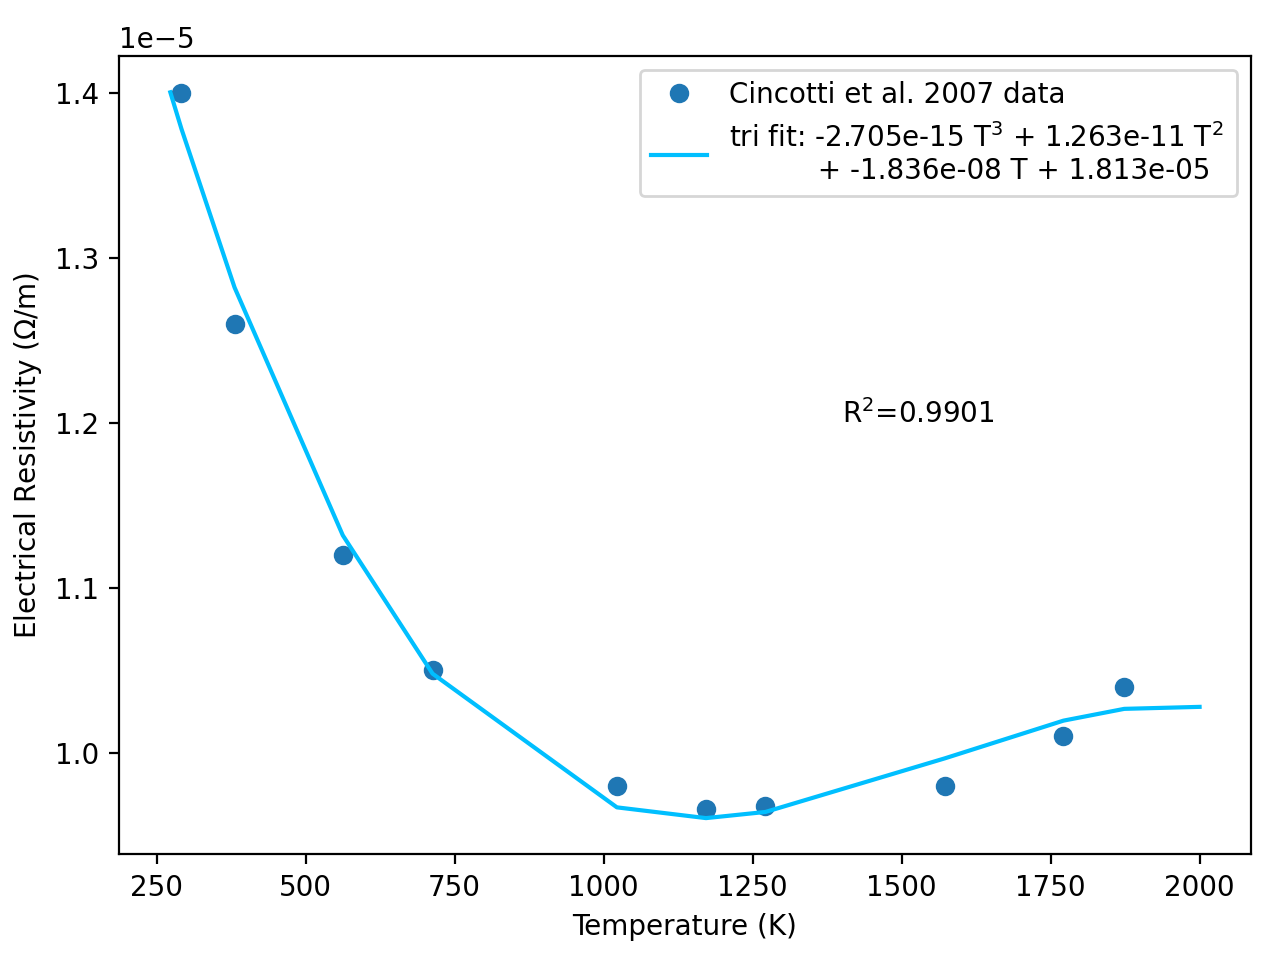 1e−5
1.4
1.3
1.2
1.1
1.0
Electrical Resistivity (Ω/m)
Cincotti et al. 2007 data
tri fit: -2.705e-15 T³ + 1.263e-11 T²
+ -1.836e-08 T + 1.813e-05
R²=0.9901
250 500 750 1000 1250 1500 1750 2000
Temperature (K)